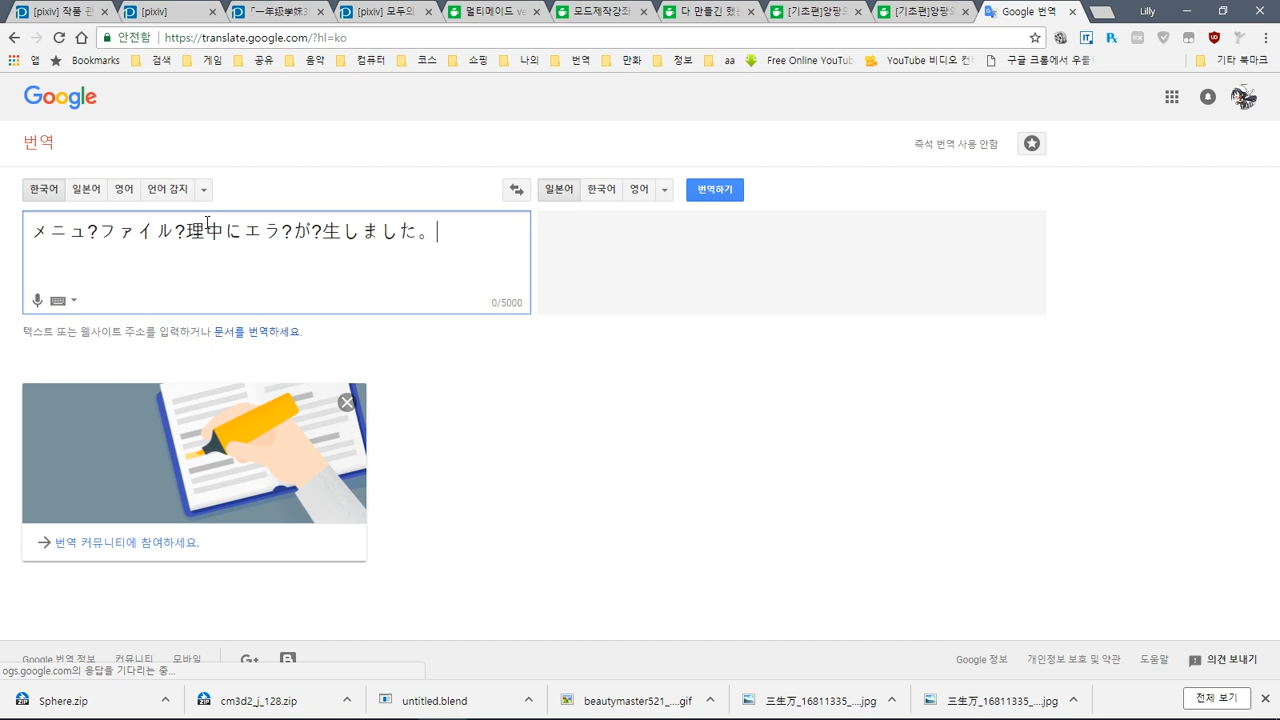 [pixiv] 작품 관
[pixiv]
「一年級学妹を
[pixiv] 모두의
멀티메이드 ve
모드제작강좌
다 만들긴 했는
[기초편]앙왕의
[기초편]앙왕의
Google 번역
Lilly
안전함 https://translate.google.com/?hl=ko
앱 Bookmarks 검색 게임 공유 음악 컴퓨터 코스 쇼핑 나의 번역 만화 정보 aa Free Online YouTub YouTube 비디오 컨 구글 크롬에서 우 기타 북마크
Google
번역
즉석 번역 사용 안함
한국어 일본어 영어 언어 감지 일본어 한국어 영어 번역하기
メニュ?ファイル?理中にエラ?が?生しました。
0/5000
텍스트 또는 웹사이트 주소를 입력하거나 문서를 번역하세요.
번역 커뮤니티에 참여하세요.
Google 번역 정보 커뮤니티 모바일 G+ Google 정보 개인정보 보호 및 약관 도움말 의견 보내기
ogs.google.com의 응답을 기다리는 중...
Sphere.zip cm3d2_j_128.zip untitled.blend beautymaster521_....gif 三生万_16811335_....jpg 三生万_16811335_....jpg 전체 보기